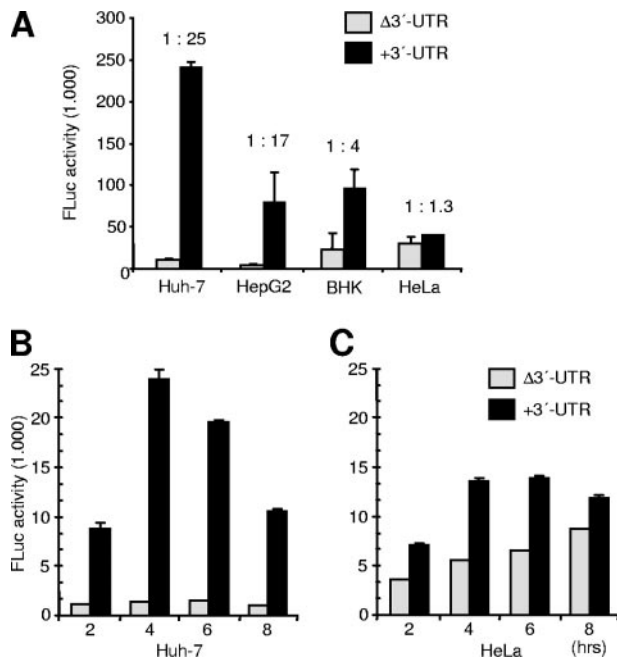 A
FLuc activity (1.000)
300
250
200
150
100
50
0
1 : 25
1 : 17
1 : 4
1 : 1.3
Δ3´-UTR
+3´-UTR
Huh-7 HepG2 BHK HeLa
B
FLuc activity (1.000)
25
20
15
10
5
0
2 4 6 8
Huh-7
C
25
20
15
10
5
0
Δ3´-UTR
+3´-UTR
2 4 6 8
HeLa (hrs)